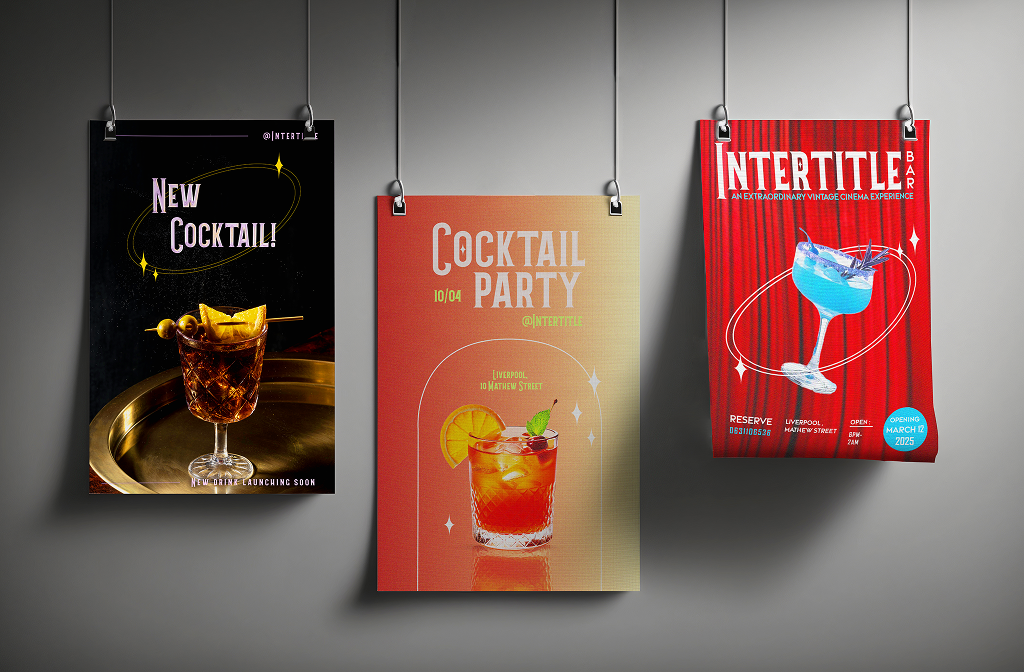 @Intertitle
New
Cocktail!
New drink launching soon
Cocktail
PARTY
10/04
@Intertitle
Liverpool,
10 Mathew Street
INTERTITLE
BAR
AN EXTRAORDINARY VINTAGE CINEMA EXPERIENCE
RESERVE
0631106536
LIVERPOOL,
MATHEW STREET
OPEN:
6PM-
2AM
OPENING
MARCH 12
2025